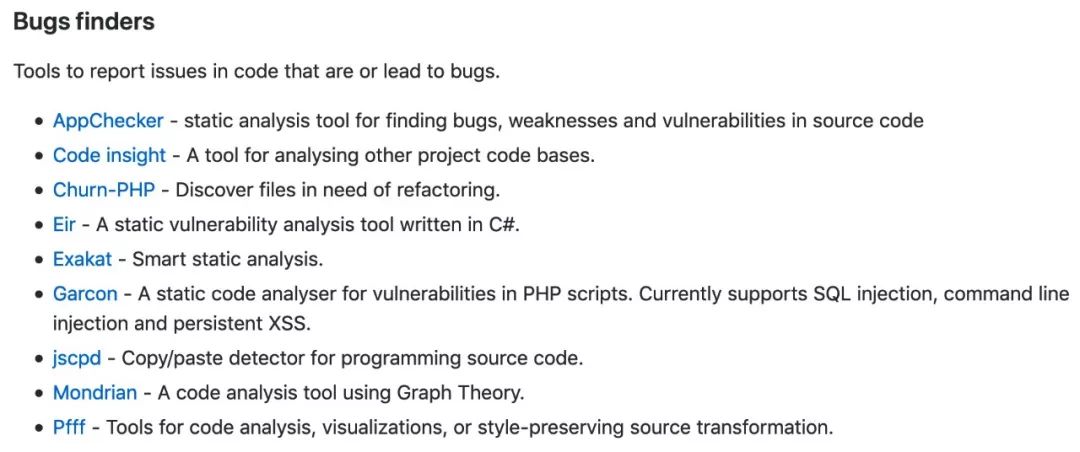 Bugs finders
Tools to report issues in code that are or lead to bugs.
• AppChecker - static analysis tool for finding bugs, weaknesses and vulnerabilities in source code
• Code insight - A tool for analysing other project code bases.
• Churn-PHP - Discover files in need of refactoring.
• Eir - A static vulnerability analysis tool written in C#.
• Exakat - Smart static analysis.
• Garcon - A static code analyser for vulnerabilities in PHP scripts. Currently supports SQL injection, command line
injection and persistent XSS.
• jscpd - Copy/paste detector for programming source code.
• Mondrian - A code analysis tool using Graph Theory.
• Pfff - Tools for code analysis, visualizations, or style-preserving source transformation.